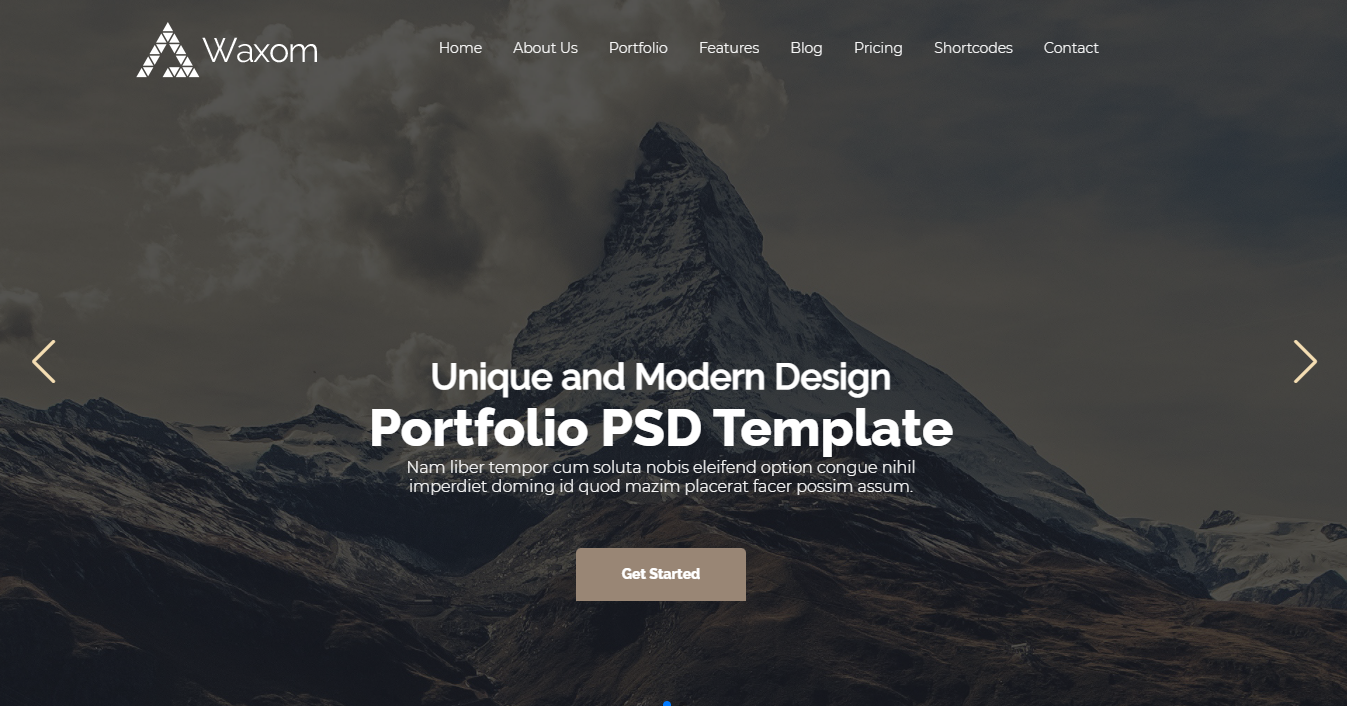 Waxom
Home About Us Portfolio Features Blog Pricing Shortcodes Contact
Unique and Modern Design
Portfolio PSD Template
Nam liber tempor cum soluta nobis eleifend option congue nihil
imperdiet doming id quod mazim placerat facer possim assum.
Get Started